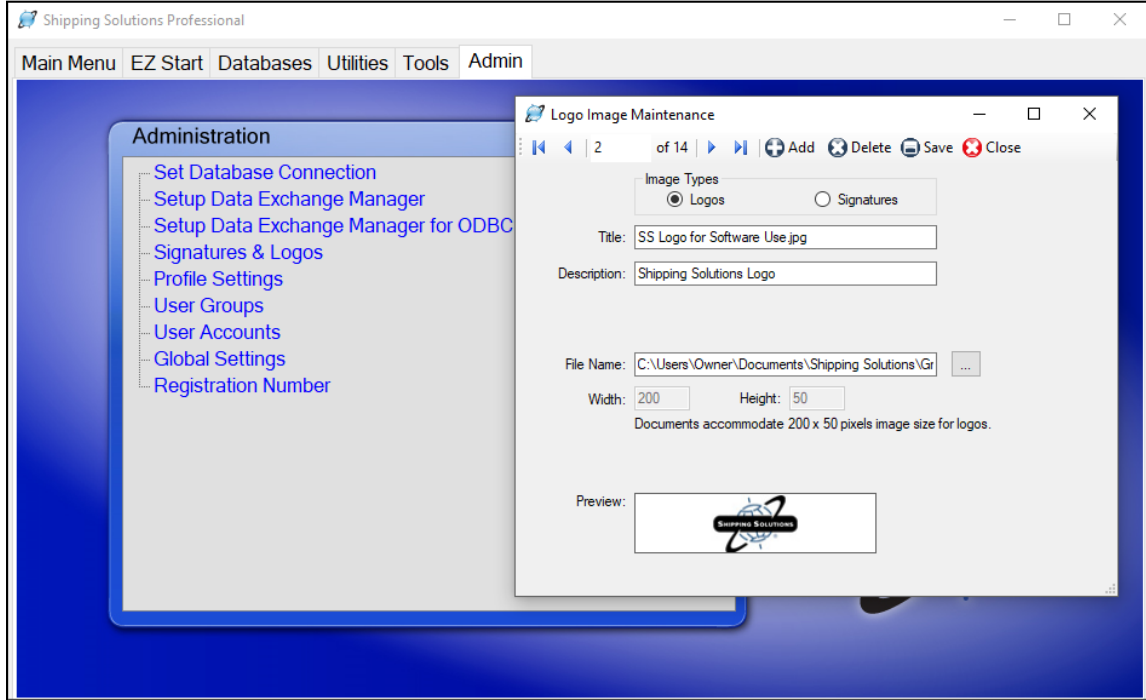 Shipping Solutions Professional
Main Menu EZ Start Databases Utilities Tools Admin
Administration
Set Database Connection
Setup Data Exchange Manager
Setup Data Exchange Manager for ODBC
Signatures & Logos
Profile Settings
User Groups
User Accounts
Global Settings
Registration Number
Logo Image Maintenance
2 of 14 Add Delete Save Close
Image Types
Logos Signatures
Title: SS Logo for Software Use.jpg
Description: Shipping Solutions Logo
File Name: C:\Users\Owner\Documents\Shipping Solutions\Gr ...
Width: 200 Height: 50
Documents accommodate 200 x 50 pixels image size for logos.
Preview:
SHIPPING SOLUTIONS